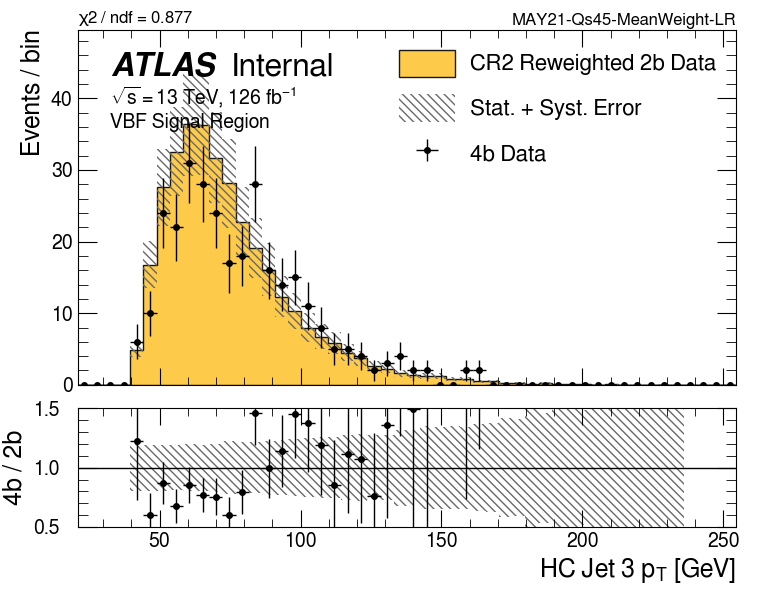 χ² / ndf = 0.877
MAY21-Qs45-MeanWeight-LR
Events / bin
ATLAS Internal
√s = 13 TeV, 126 fb⁻¹
VBF Signal Region
CR2 Reweighted 2b Data
Stat. + Syst. Error
4b Data
40
30
20
10
0
4b / 2b
1.5
1.0
0.5
50 100 150 200 250
HC Jet 3 p_T [GeV]